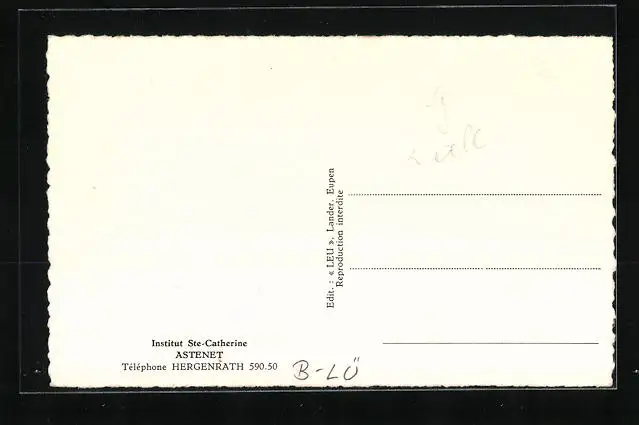 Edit. : « LEU », Lander, Eupen
Reproduction interdite
Institut Ste-Catherine
ASTENET
Téléphone HERGENRATH 590.50
B-LÜ